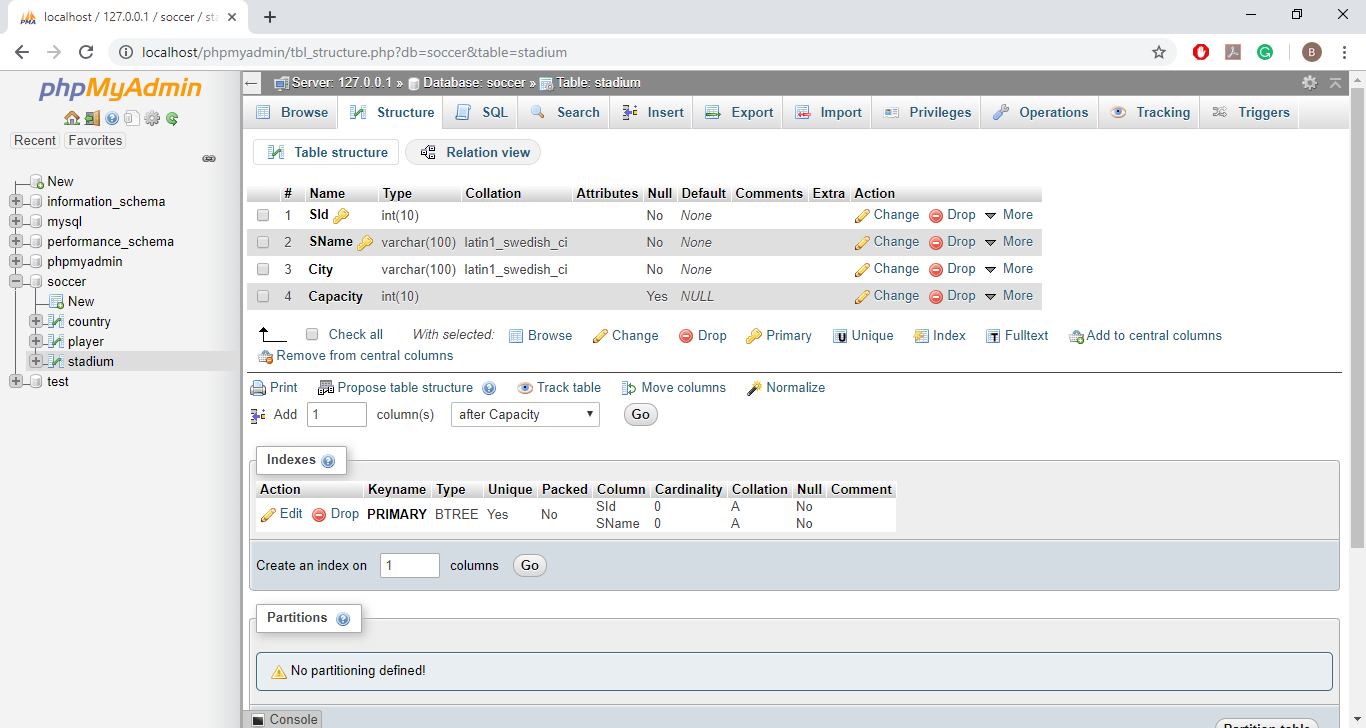 localhost / 127.0.0.1 / soccer / sta
localhost/phpmyadmin/tbl_structure.php?db=soccer&table=stadium
B
phpMyAdmin
Recent Favorites
New
information_schema
mysql
performance_schema
phpmyadmin
soccer
New
country
player
stadium
test
Server: 127.0.0.1 » Database: soccer » Table: stadium
Browse Structure SQL Search Insert Export Import Privileges Operations Tracking Triggers
Table structure Relation view
# Name Type Collation Attributes Null Default Comments Extra Action
1 SId int(10) No None Change Drop More
2 SName varchar(100) latin1_swedish_ci No None Change Drop More
3 City varchar(100) latin1_swedish_ci No None Change Drop More
4 Capacity int(10) Yes NULL Change Drop More
Check all With selected: Browse Change Drop Primary Unique Index Fulltext Add to central columns
Remove from central columns
Print Propose table structure Track table Move columns Normalize
Add 1 column(s) after Capacity Go
Indexes
Action Keyname Type Unique Packed Column Cardinality Collation Null Comment
Edit Drop PRIMARY BTREE Yes No SId 0 A No
SName 0 A No
Create an index on 1 columns Go
Partitions
No partitioning defined!
Console
Partition table